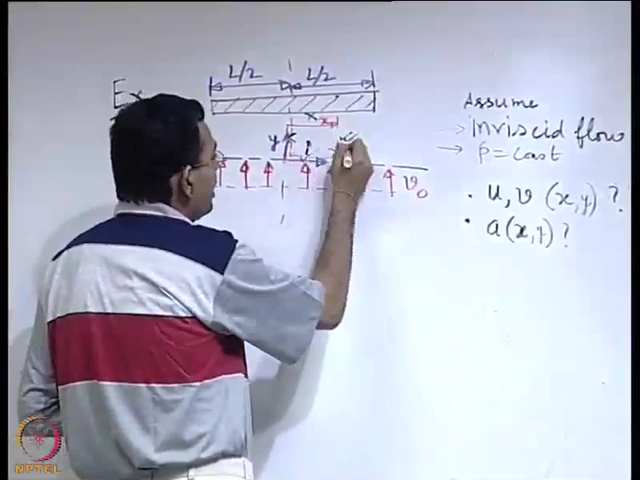 Ex
L/2 L/2
x
y
v₀
Assume
→ Inviscid flow
→ ρ = const
• u, v (x,y) ?
• a(x,y) ?
NPTEL